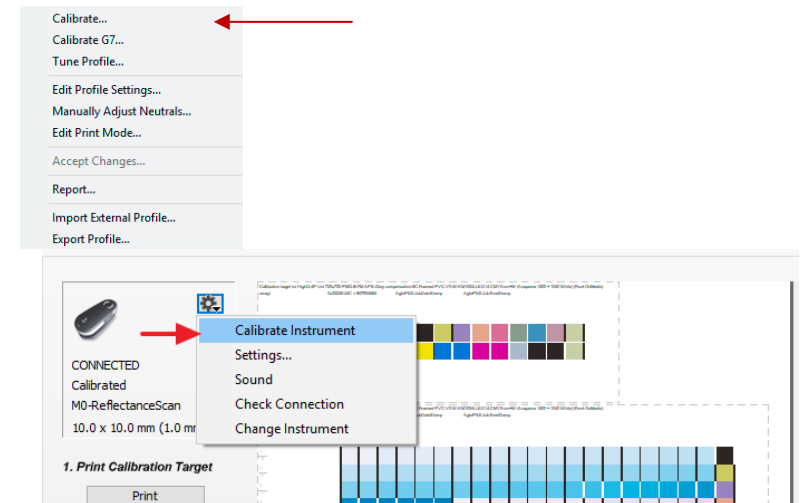 Calibrate...
Calibrate G7...
Tune Profile...
Edit Profile Settings...
Manually Adjust Neutrals...
Edit Print Mode...
Accept Changes...
Report...
Import External Profile...
Export Profile...
Calibrate Instrument
Settings...
Sound
Check Connection
Change Instrument
CONNECTED
Calibrated
M0-ReflectanceScan
10.0 x 10.0 mm (1.0 mr
1. Print Calibration Target
Print